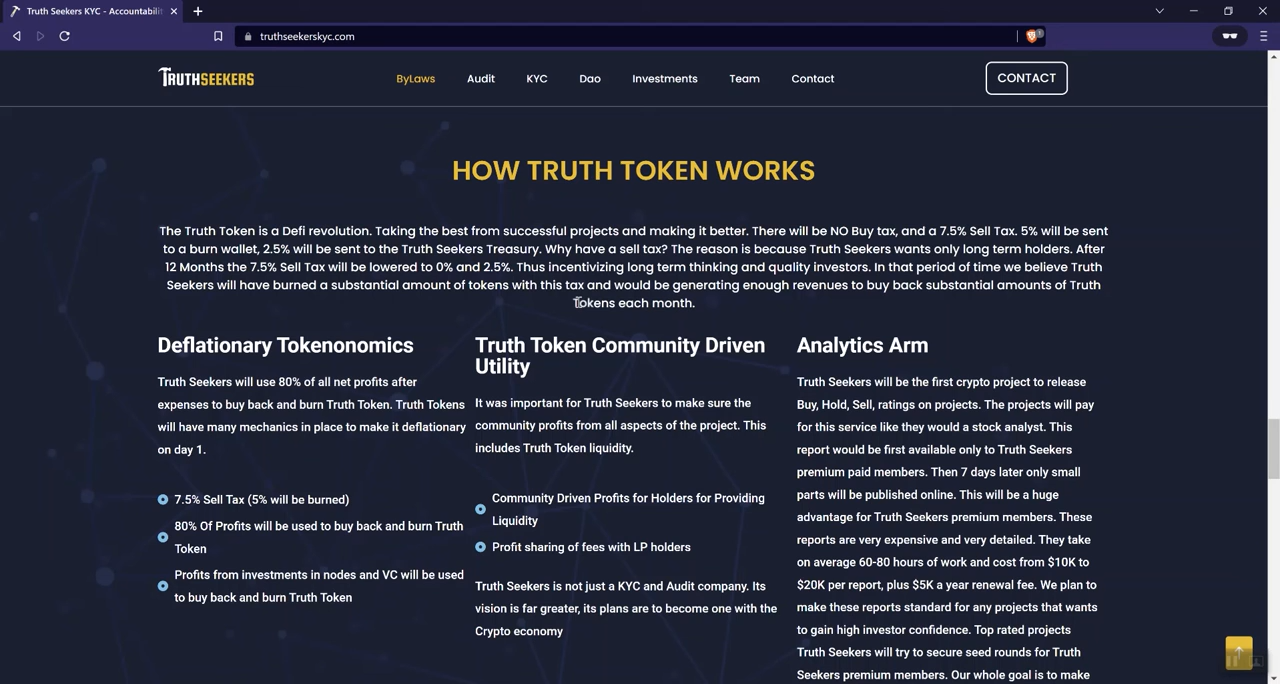 Truth Seekers KYC - Accountabilit
truthseekerskyc.com
1
TRUTHSEEKERS
ByLaws
Audit
KYC
Dao
Investments
Team
Contact
CONTACT
HOW TRUTH TOKEN WORKS
The Truth Token is a Defi revolution. Taking the best from successful projects and making it better. There will be NO Buy tax, and a 7.5% Sell Tax. 5% will be sent
to a burn wallet, 2.5% will be sent to the Truth Seekers Treasury. Why have a sell tax? The reason is because Truth Seekers wants only long term holders. After
12 Months the 7.5% Sell Tax will be lowered to 0% and 2.5%. Thus incentivizing long term thinking and quality investors. In that period of time we believe Truth
Seekers will have burned a substantial amount of tokens with this tax and would be generating enough revenues to buy back substantial amounts of Truth
Tokens each month.
Deflationary Tokenonomics
Truth Seekers will use 80% of all net profits after
expenses to buy back and burn Truth Token. Truth Tokens
will have many mechanics in place to make it deflationary
on day 1.
7.5% Sell Tax (5% will be burned)
80% Of Profits will be used to buy back and burn Truth
Token
Profits from investments in nodes and VC will be used
to buy back and burn Truth Token
Truth Token Community Driven
Utility
It was important for Truth Seekers to make sure the
community profits from all aspects of the project. This
includes Truth Token liquidity.
Community Driven Profits for Holders for Providing
Liquidity
Profit sharing of fees with LP holders
Truth Seekers is not just a KYC and Audit company. Its
vision is far greater, its plans are to become one with the
Crypto economy
Analytics Arm
Truth Seekers will be the first crypto project to release
Buy, Hold, Sell, ratings on projects. The projects will pay
for this service like they would a stock analyst. This
report would be first available only to Truth Seekers
premium paid members. Then 7 days later only small
parts will be published online. This will be a huge
advantage for Truth Seekers premium members. These
reports are very expensive and very detailed. They take
on average 60-80 hours of work and cost from $10K to
$20K per report, plus $5K a year renewal fee. We plan to
make these reports standard for any projects that wants
to gain high investor confidence. Top rated projects
Truth Seekers will try to secure seed rounds for Truth
Seekers premium members. Our whole goal is to make